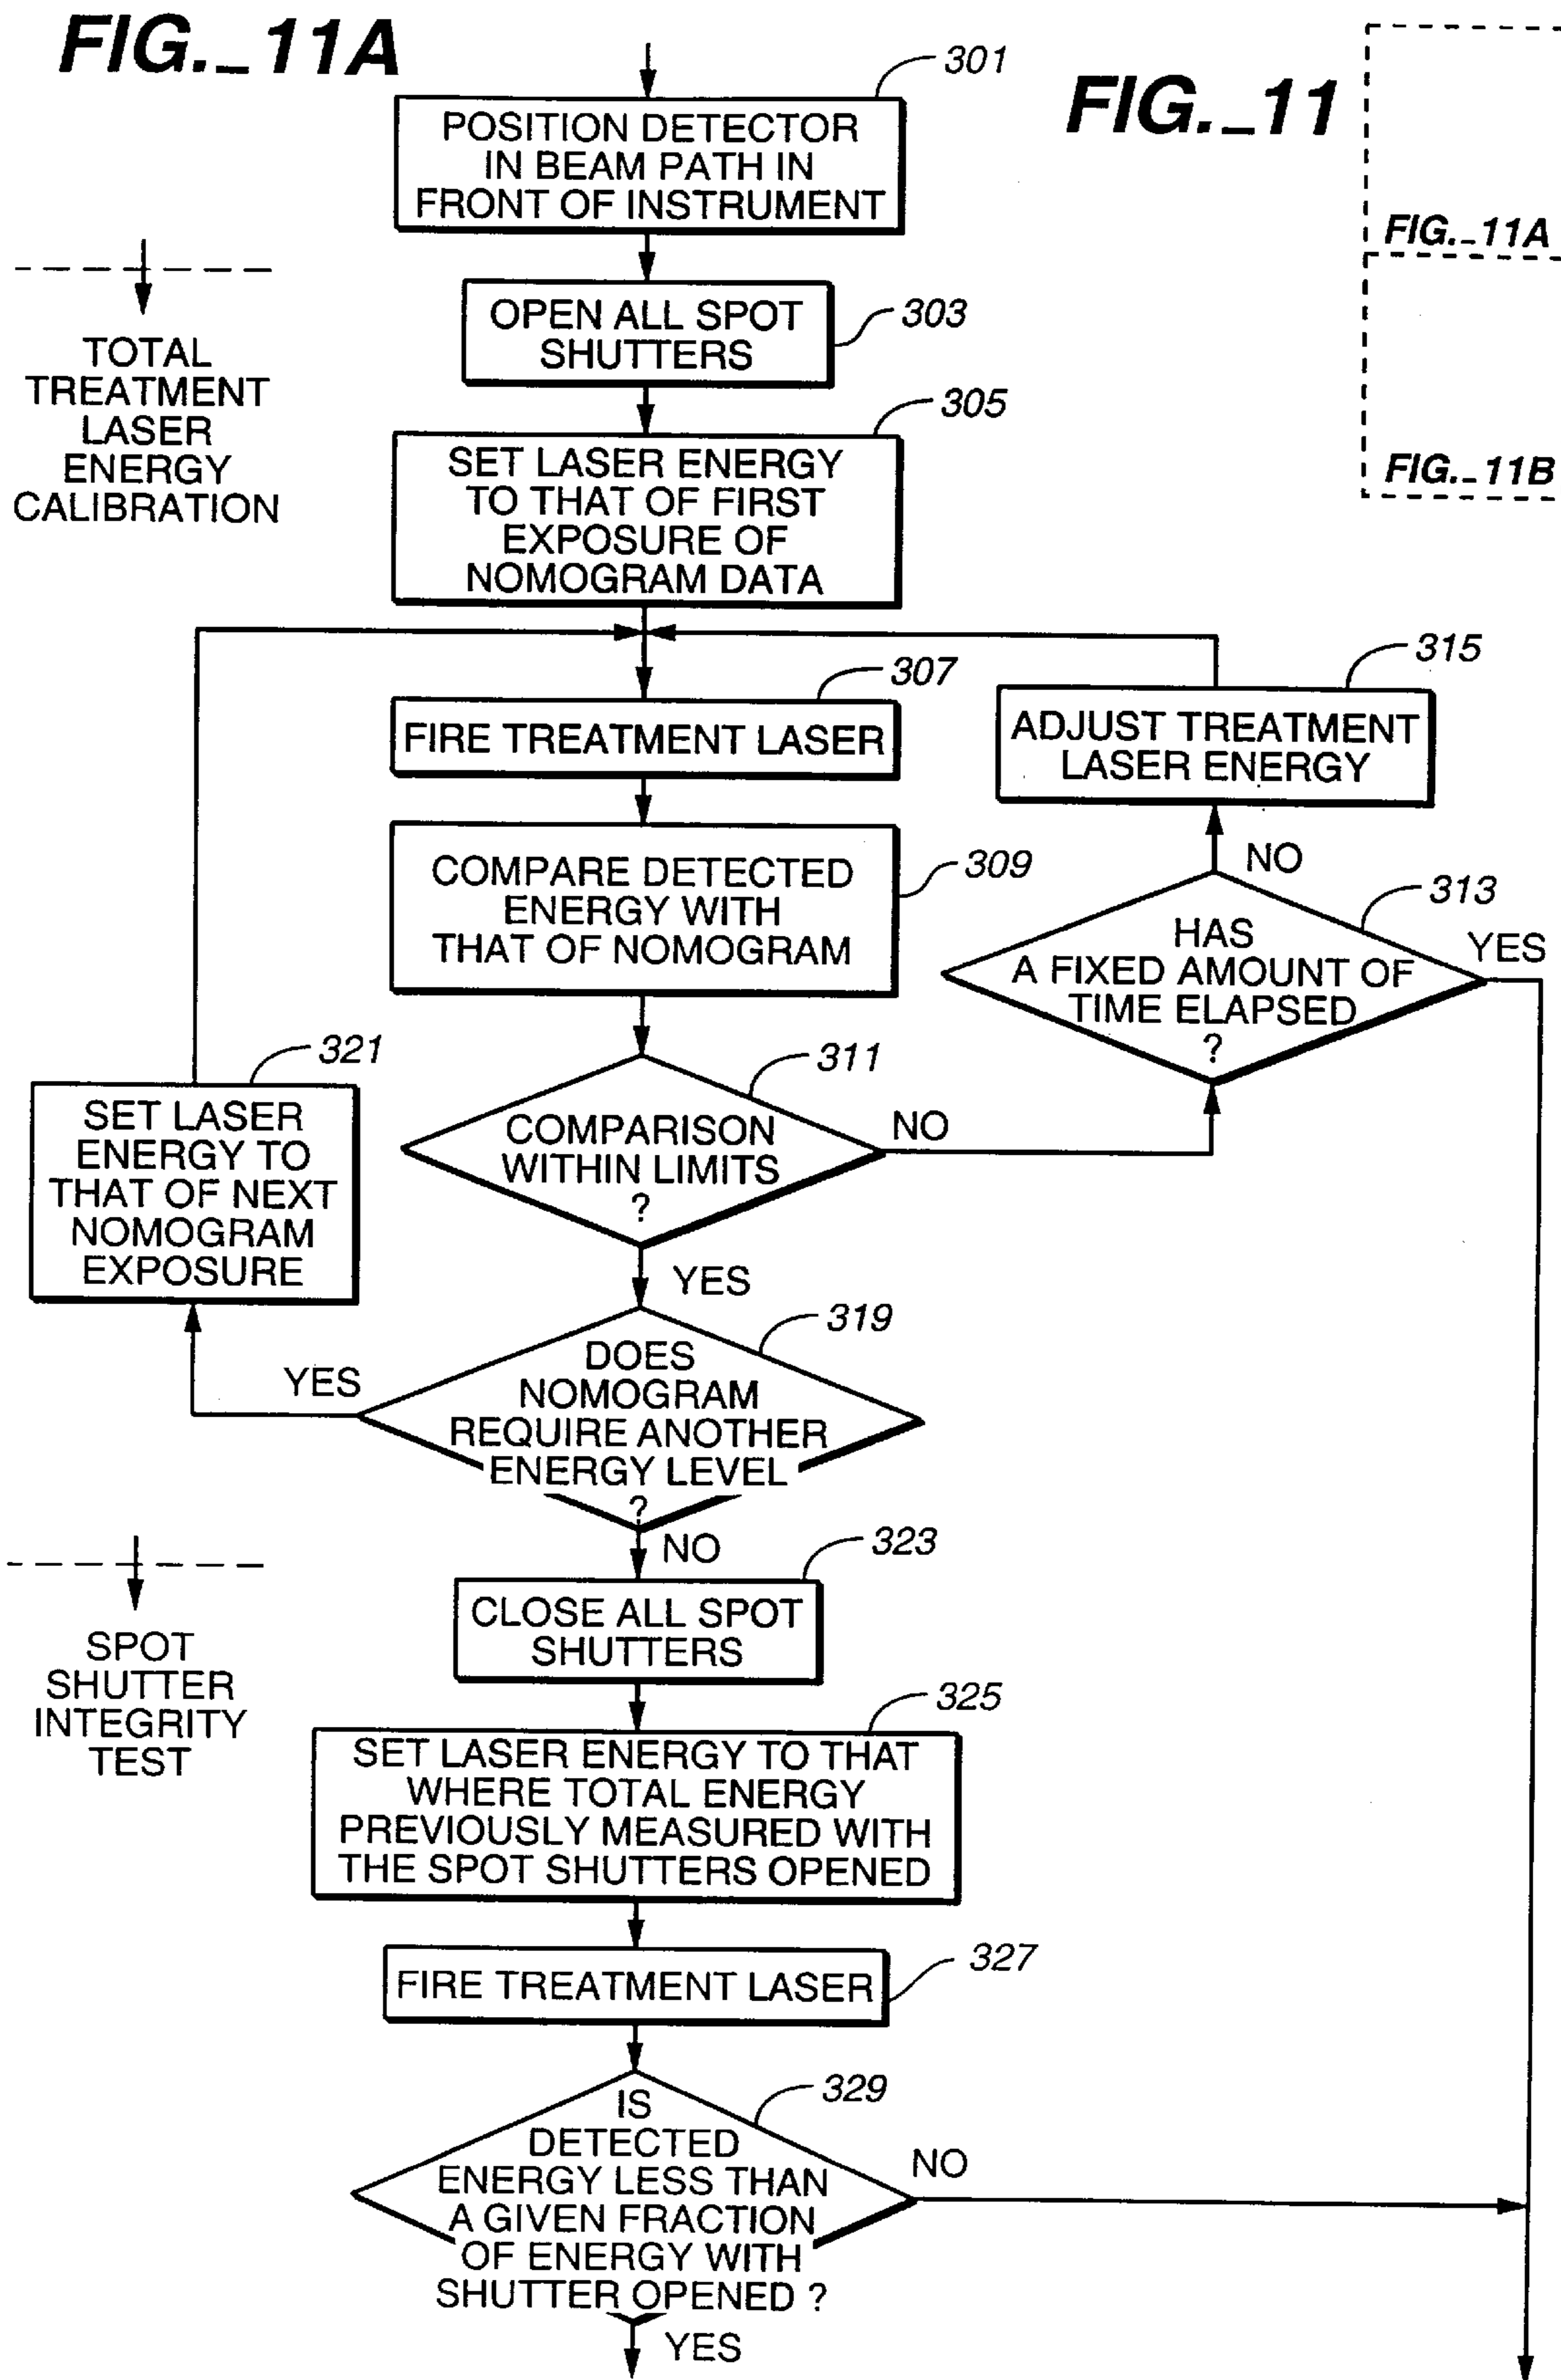 FIG._11A
301
POSITION DETECTOR
IN BEAM PATH IN
FRONT OF INSTRUMENT
FIG._11
FIG._11A
FIG._11B
TOTAL
TREATMENT
LASER
ENERGY
CALIBRATION
OPEN ALL SPOT
SHUTTERS
303
305
SET LASER ENERGY
TO THAT OF FIRST
EXPOSURE OF
NOMOGRAM DATA
307
FIRE TREATMENT LASER
315
ADJUST TREATMENT
LASER ENERGY
COMPARE DETECTED
ENERGY WITH
THAT OF NOMOGRAM
309
NO
313
HAS
A FIXED AMOUNT OF
TIME ELAPSED
?
YES
321
SET LASER
ENERGY TO
THAT OF NEXT
NOMOGRAM
EXPOSURE
311
COMPARISON
WITHIN LIMITS
?
NO
YES
319
DOES
NOMOGRAM
REQUIRE ANOTHER
ENERGY LEVEL
?
YES
NO
323
CLOSE ALL SPOT
SHUTTERS
SPOT
SHUTTER
INTEGRITY
TEST
325
SET LASER ENERGY TO THAT
WHERE TOTAL ENERGY
PREVIOUSLY MEASURED WITH
THE SPOT SHUTTERS OPENED
FIRE TREATMENT LASER
327
329
IS
DETECTED
ENERGY LESS THAN
A GIVEN FRACTION
OF ENERGY WITH
SHUTTER OPENED ?
NO
YES